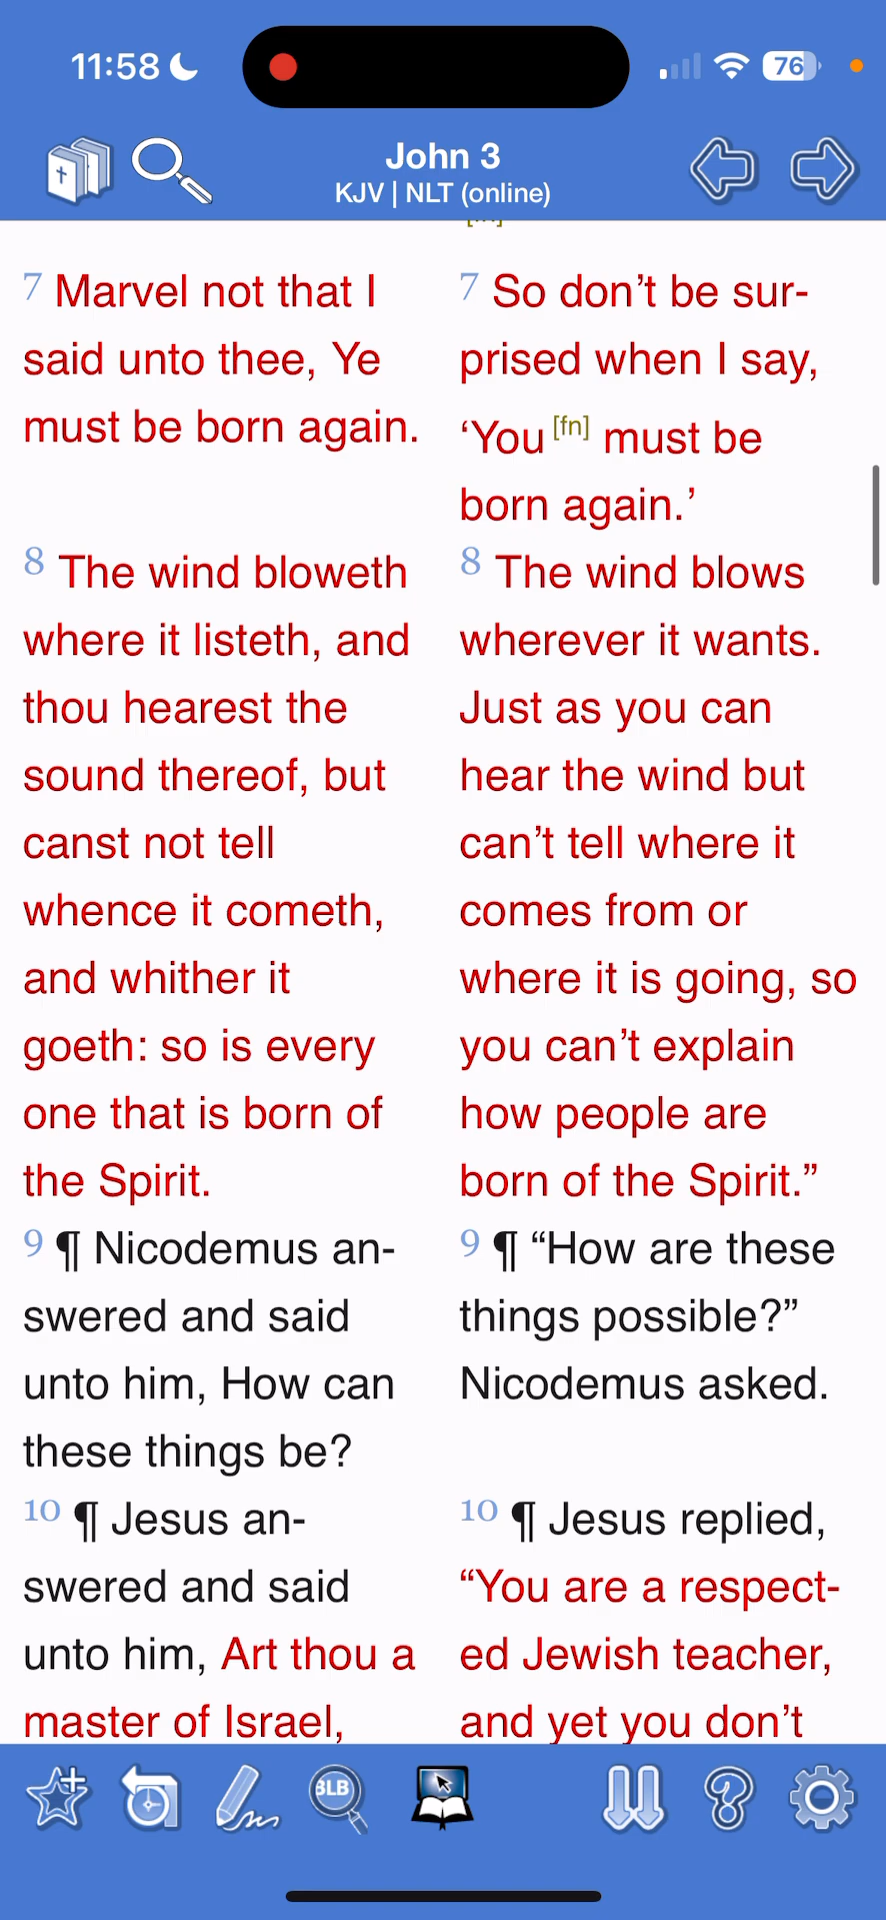 11:58
76
John 3
KJV | NLT (online)
7 Marvel not that I
said unto thee, Ye
must be born again.
8 The wind bloweth
where it listeth, and
thou hearest the
sound thereof, but
canst not tell
whence it cometh,
and whither it
goeth: so is every
one that is born of
the Spirit.
9 ¶ Nicodemus an-
swered and said
unto him, How can
these things be?
10 ¶ Jesus an-
swered and said
unto him, Art thou a
master of Israel,
7 So don’t be sur-
prised when I say,
‘You [fn] must be
born again.’
8 The wind blows
wherever it wants.
Just as you can
hear the wind but
can’t tell where it
comes from or
where it is going, so
you can’t explain
how people are
born of the Spirit.”
9 ¶ “How are these
things possible?”
Nicodemus asked.
10 ¶ Jesus replied,
“You are a respect-
ed Jewish teacher,
and yet you don’t
BLB